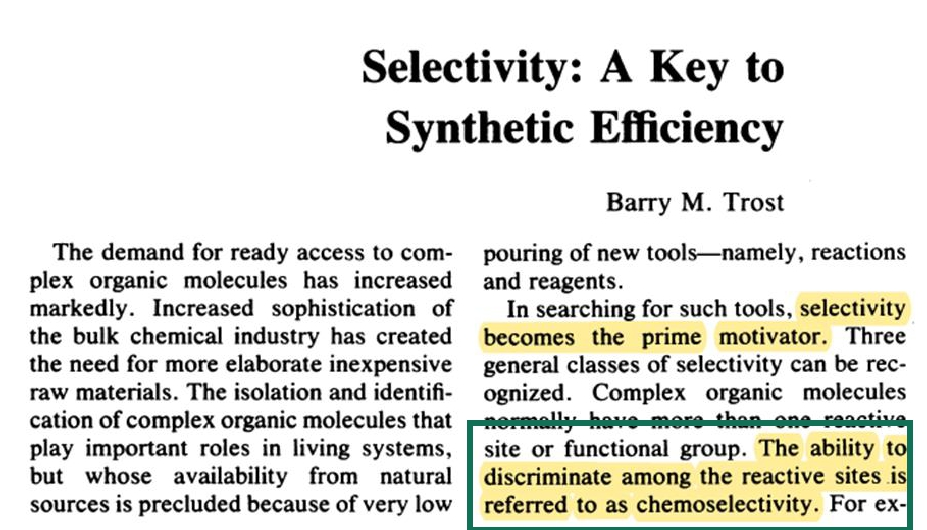 Selectivity: A Key to
Synthetic Efficiency
Barry M. Trost
The demand for ready access to com-
plex organic molecules has increased
markedly. Increased sophistication of
the bulk chemical industry has created
the need for more elaborate inexpensive
raw materials. The isolation and identifi-
cation of complex organic molecules that
play important roles in living systems,
but whose availability from natural
sources is precluded because of very low
pouring of new tools—namely, reactions
and reagents.
In searching for such tools, selectivity
becomes the prime motivator. Three
general classes of selectivity can be rec-
ognized. Complex organic molecules
normally have more than one reactive
site or functional group. The ability to
discriminate among the reactive sites is
referred to as chemoselectivity. For ex-